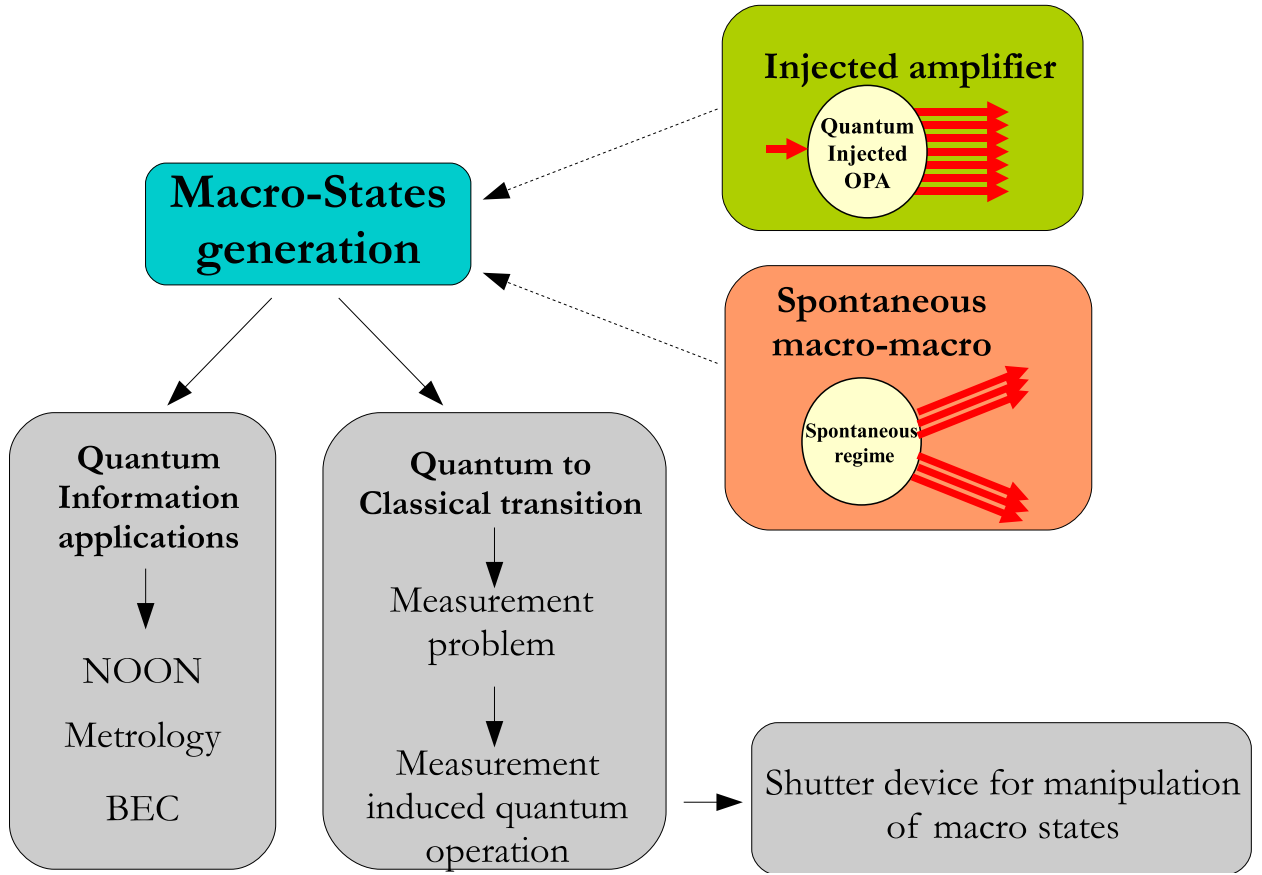 Injected amplifier
Quantum
Injected
OPA
Macro-States
generation
Spontaneous
macro-macro
Spontaneous
regime
Quantum
Information
applications
NOON
Metrology
BEC
Quantum to
Classical transition
Measurement
problem
Measurement
induced quantum
operation
Shutter device for manipulation
of macro states